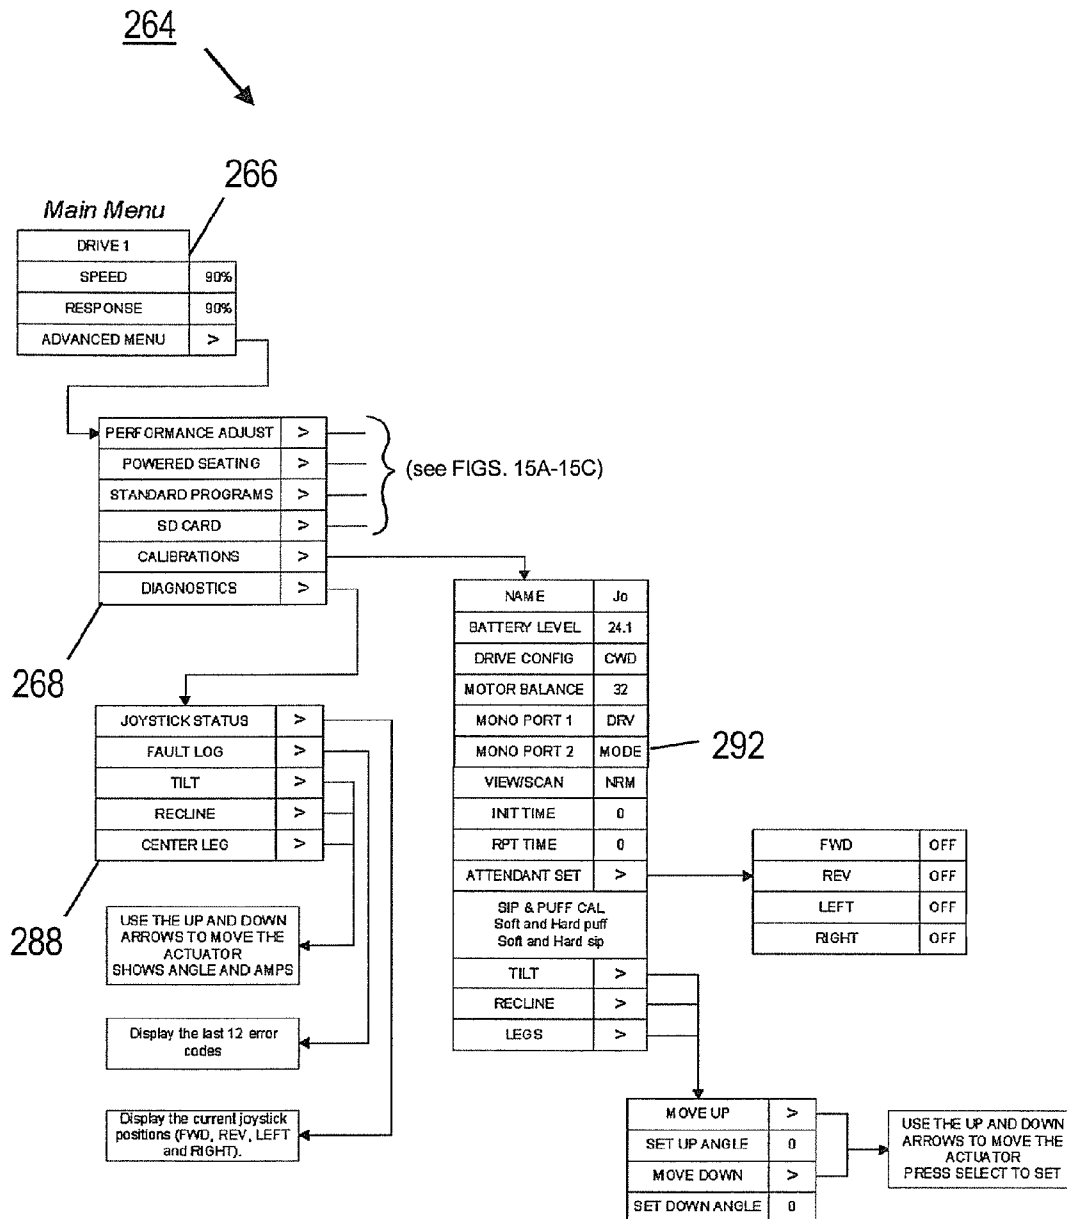 264
266
Main Menu
DRIVE 1
SPEED 90%
RESPONSE 90%
ADVANCED MENU >
PERFORMANCE ADJUST >
POWERED SEATING >
STANDARD PROGRAMS >
SD CARD >
CALIBRATIONS >
DIAGNOSTICS >
(see FIGS. 15A-15C)
268
NAME Jo
BATTERY LEVEL 24.1
DRIVE CONFIG CWD
MOTOR BALANCE 32
MONO PORT 1 DRV
MONO PORT 2 MODE
VIEW/SCAN NRM
INIT TIME 0
RPT TIME 0
ATTENDANT SET >
SIP & PUFF CAL
Soft and Hard puff
Soft and Hard sip
TILT >
RECLINE >
LEGS >
292
JOYSTICK STATUS >
FAULT LOG >
TILT >
RECLINE >
CENTER LEG >
288
FWD OFF
REV OFF
LEFT OFF
RIGHT OFF
USE THE UP AND DOWN
ARROWS TO MOVE THE
ACTUATOR
SHOWS ANGLE AND AMPS
Display the last 12 error
codes
Display the current joystick
positions (FWD, REV, LEFT
and RIGHT).
MOVE UP >
SET UP ANGLE 0
MOVE DOWN >
SET DOWN ANGLE 0
USE THE UP AND DOWN
ARROWS TO MOVE THE
ACTUATOR
PRESS SELECT TO SET